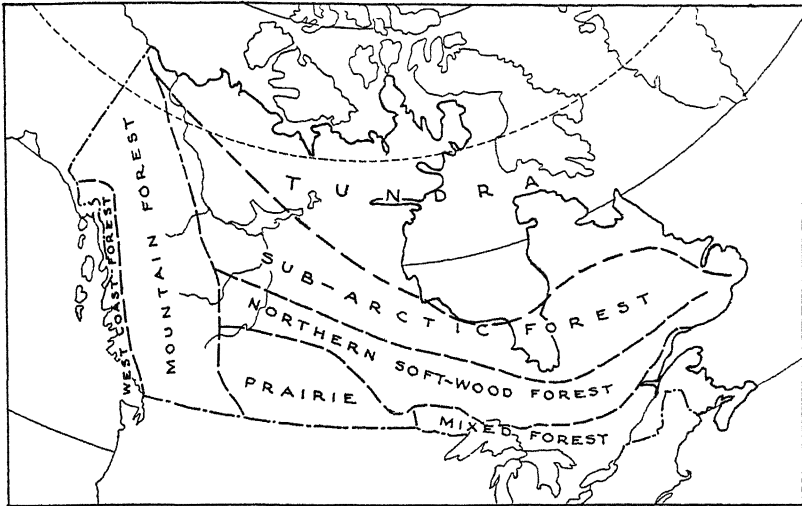 TUNDRA
MOUNTAIN FOREST
WEST COAST FOREST
SUB-ARCTIC FOREST
NORTHERN SOFT-WOOD FOREST
PRAIRIE
MIXED FOREST